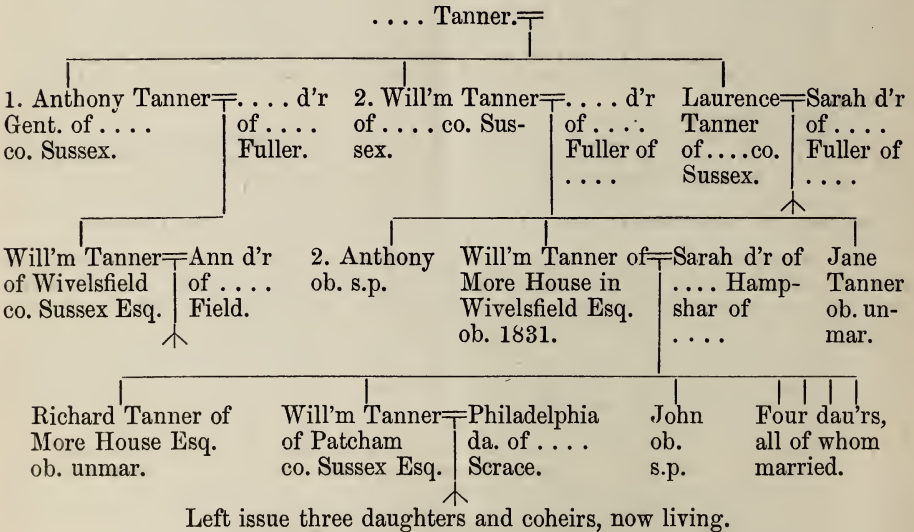 . . . . Tanner.
1. Anthony Tanner
Gent. of . . . .
co. Sussex.
. . . . d'r
of . . . .
Fuller.
2. Will'm Tanner
of . . . . co. Sus-
sex.
. . . . d'r
of . . . .
Fuller of
. . . .
Laurence
Tanner
of....co.
Sussex.
Sarah d'r
of . . . .
Fuller of
. . . .
Will'm Tanner
of Wivelsfield
co. Sussex Esq.
Ann d'r
of . . . .
Field.
2. Anthony
ob. s.p.
Will'm Tanner of
More House in
Wivelsfield Esq.
ob. 1831.
Sarah d'r of
. . . . Hamp-
shar of
. . . .
Jane
Tanner
ob. un-
mar.
Richard Tanner of
More House Esq.
ob. unmar.
Will'm Tanner
of Patcham
co. Sussex Esq.
Philadelphia
da. of . . . .
Scrace.
John
ob.
s.p.
Four dau'rs,
all of whom
married.
Left issue three daughters and coheirs, now living.